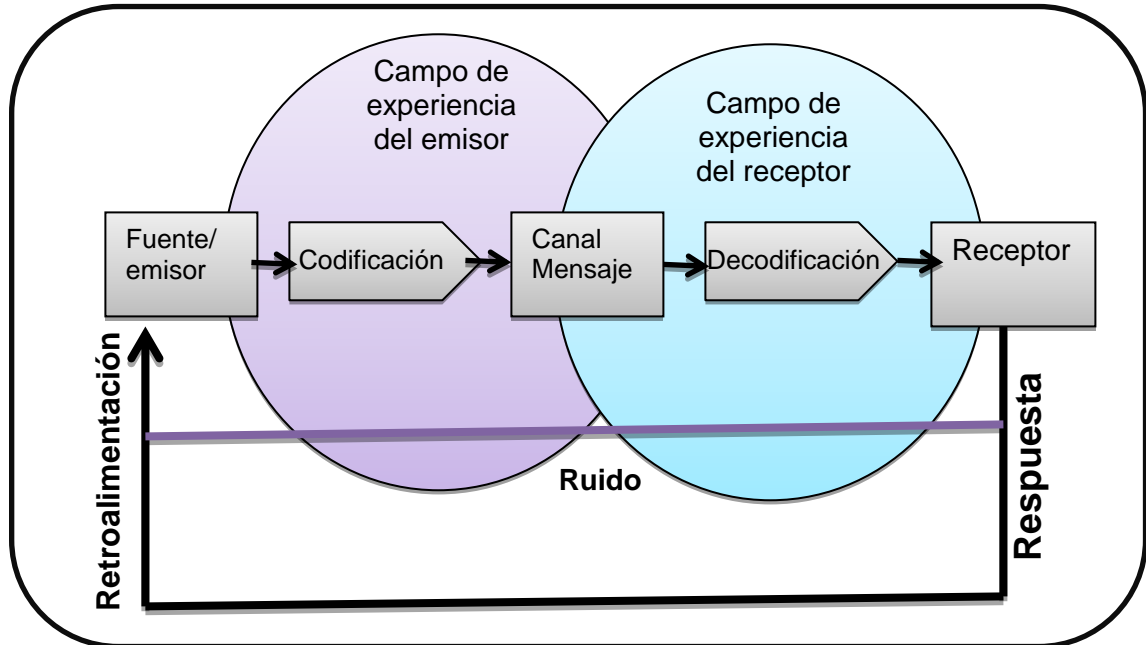 Campo de
experiencia
del emisor
Campo de
experiencia
del receptor
Fuente/
emisor
Codificación
Canal
Mensaje
Decodificación
Receptor
Retroalimentación
Respuesta
Ruido